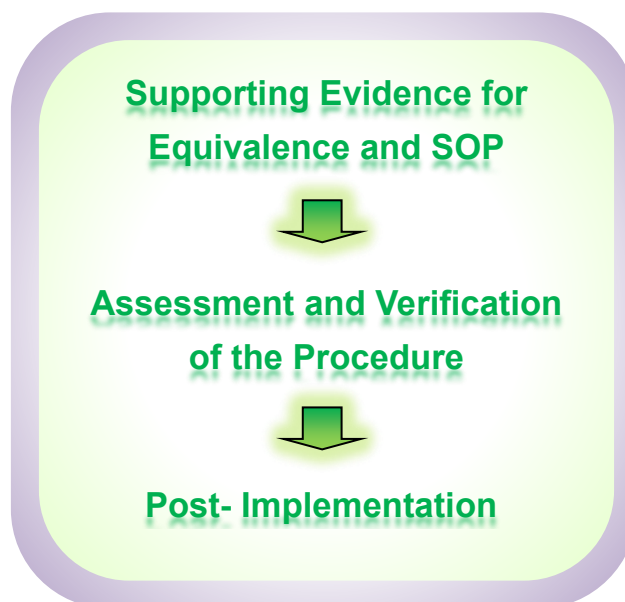 Supporting Evidence for
Equivalence and SOP
Assessment and Verification
of the Procedure
Post- Implementation